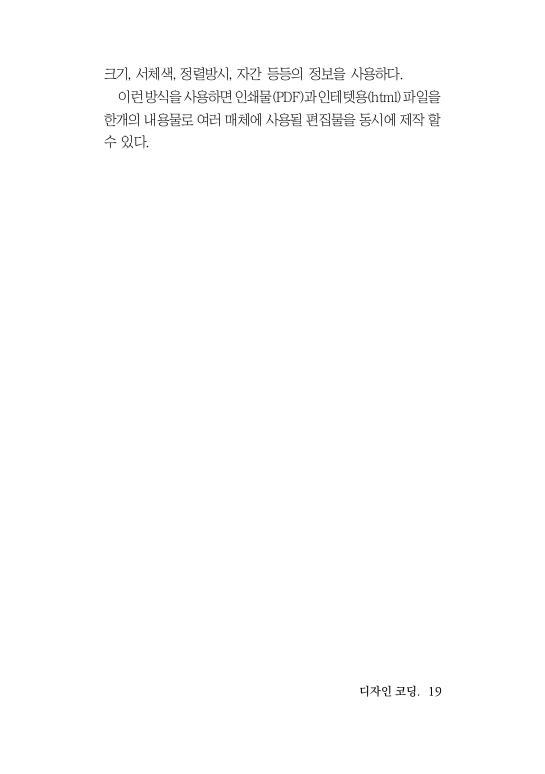 크기, 서체색, 정렬방시, 자간 등등의 정보을 사용하다.
이런 방식을 사용하면 인쇄물(PDF)과 인테텟용(html) 파일을
한개의 내용물로 여러 매체에 사용될 편집물을 동시에 제작 할
수 있다.
디자인 코딩. 19